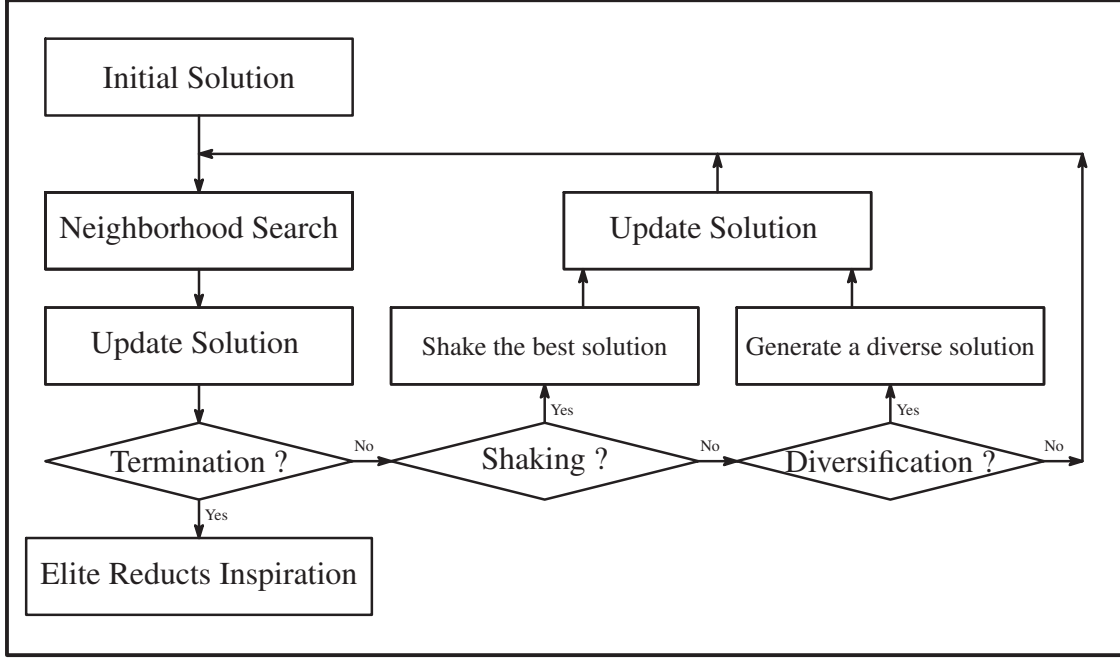 Initial Solution
Neighborhood Search
Update Solution
Update Solution
Shake the best solution
Generate a diverse solution
Yes
Yes
Termination ?
No
Shaking ?
No
Diversification ?
No
Yes
Elite Reducts Inspiration